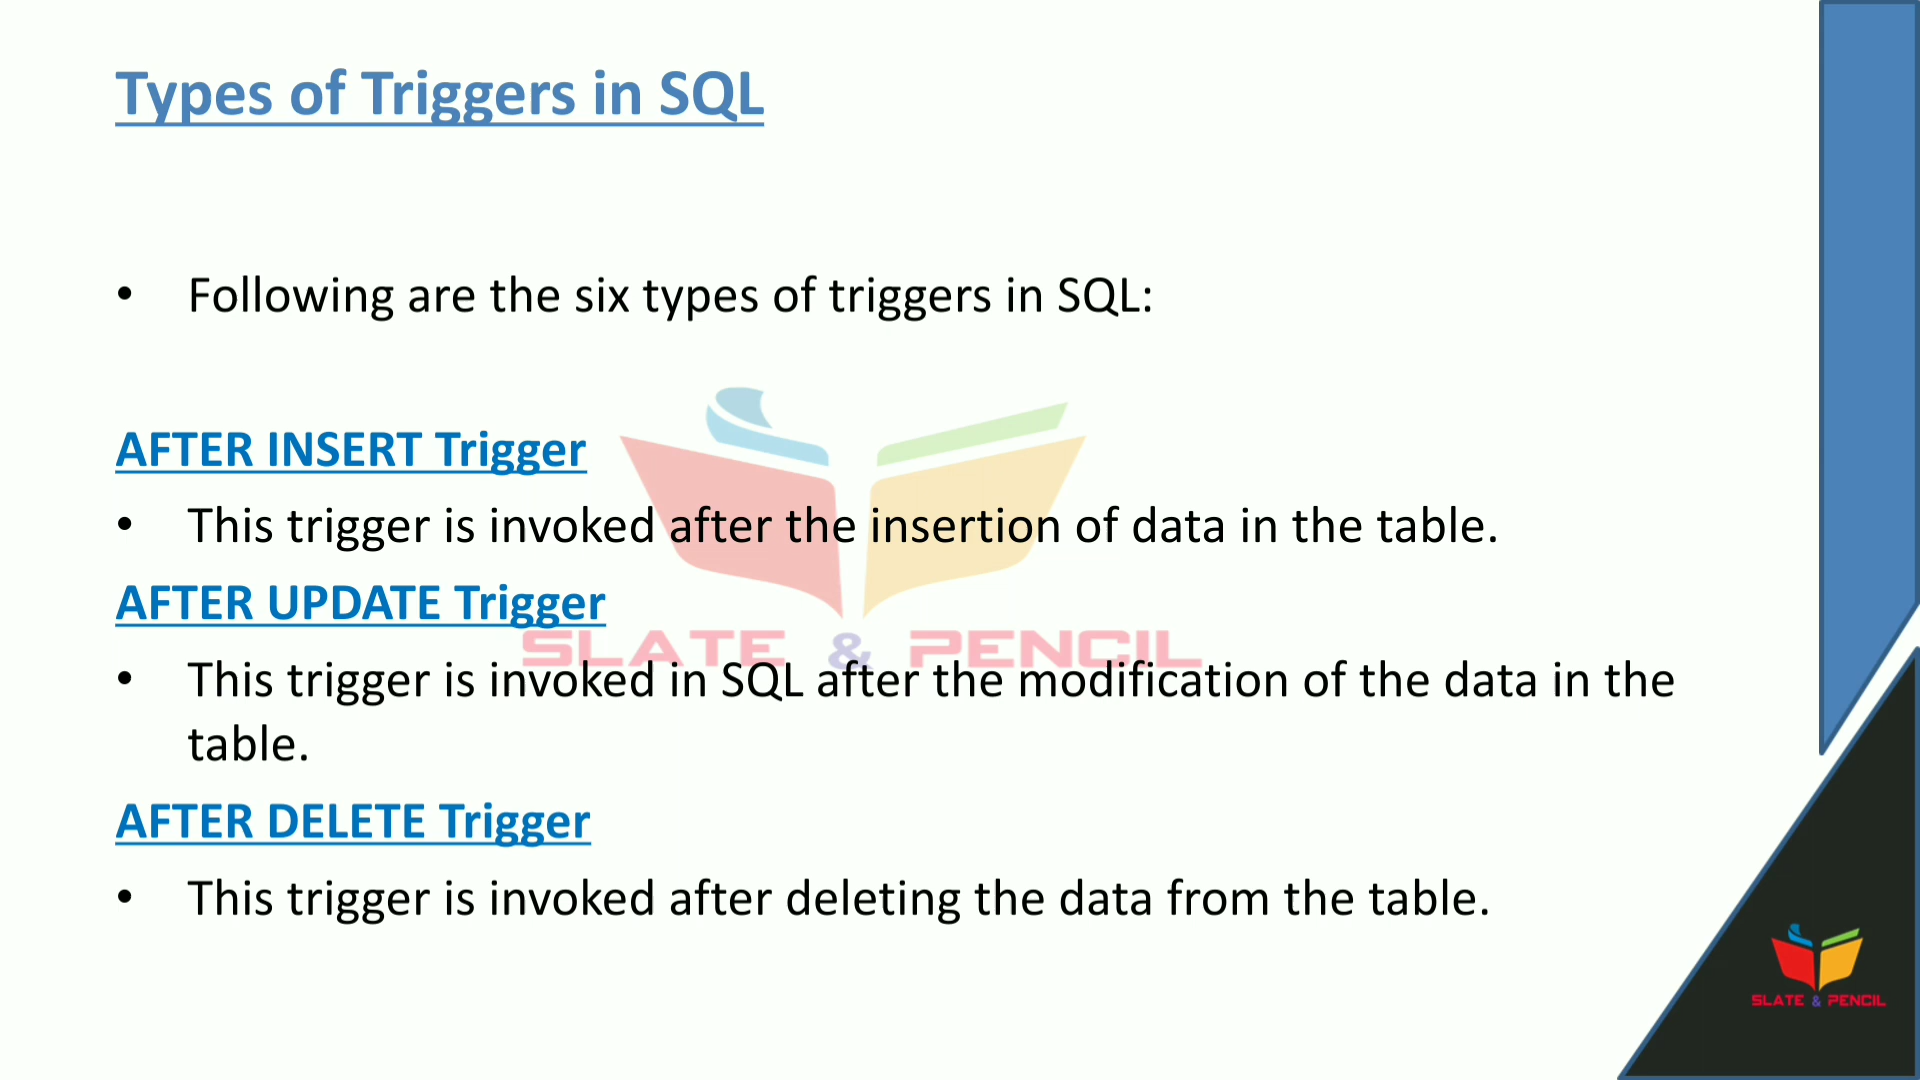 Types of Triggers in SQL
• Following are the six types of triggers in SQL:
AFTER INSERT Trigger
• This trigger is invoked after the insertion of data in the table.
AFTER UPDATE Trigger
SLATE & PENCIL
• This trigger is invoked in SQL after the modification of the data in the
table.
AFTER DELETE Trigger
• This trigger is invoked after deleting the data from the table.
SLATE & PENCIL